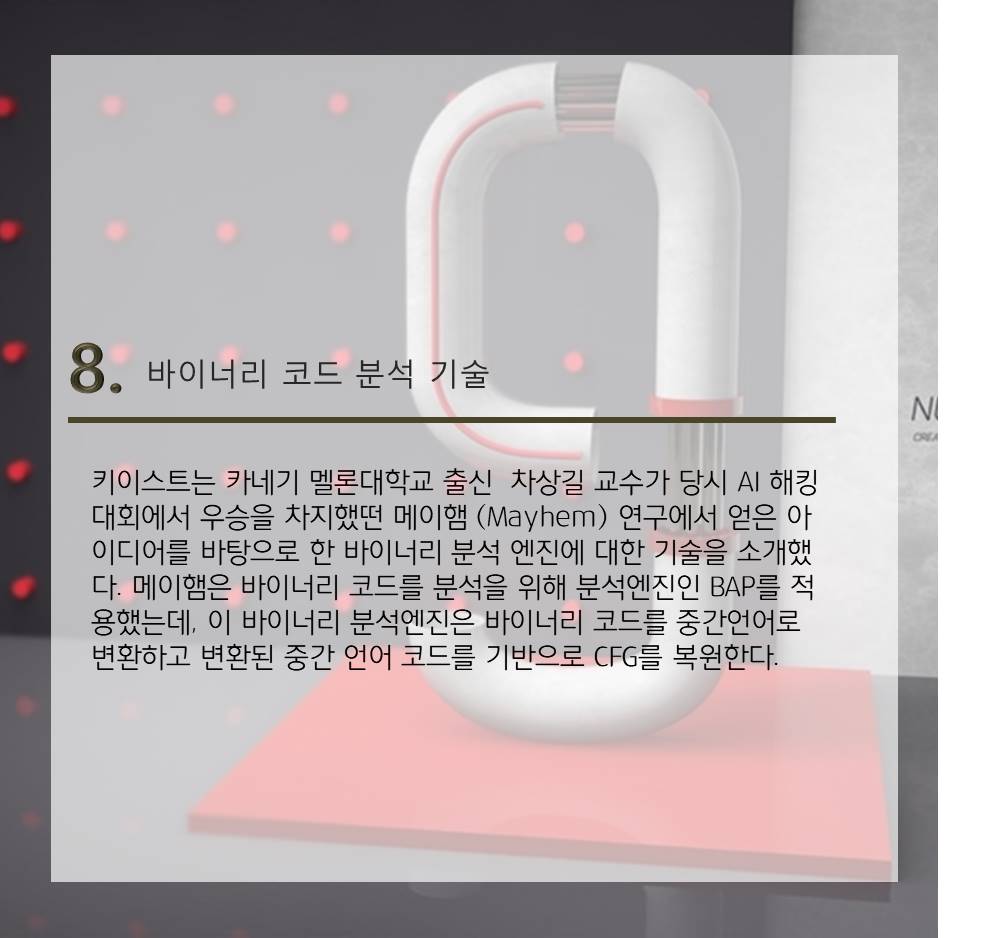 8. 바이너리 코드 분석 기술
키이스트는 카네기 멜론대학교 출신 차상길 교수가 당시 AI 해킹
대회에서 우승을 차지했떤 메이햄 (Mayhem) 연구에서 얻은 아
이디어를 바탕으로 한 바이너리 분석 엔진에 대한 기술을 소개했
다. 메이햄은 바이너리 코드를 분석을 위해 분석엔진인 BAP를 적
용했는데, 이 바이너리 분석엔진은 바이너리 코드를 중간언어로
변환하고 변환된 중간 언어 코드를 기반으로 CFG를 복원한다.